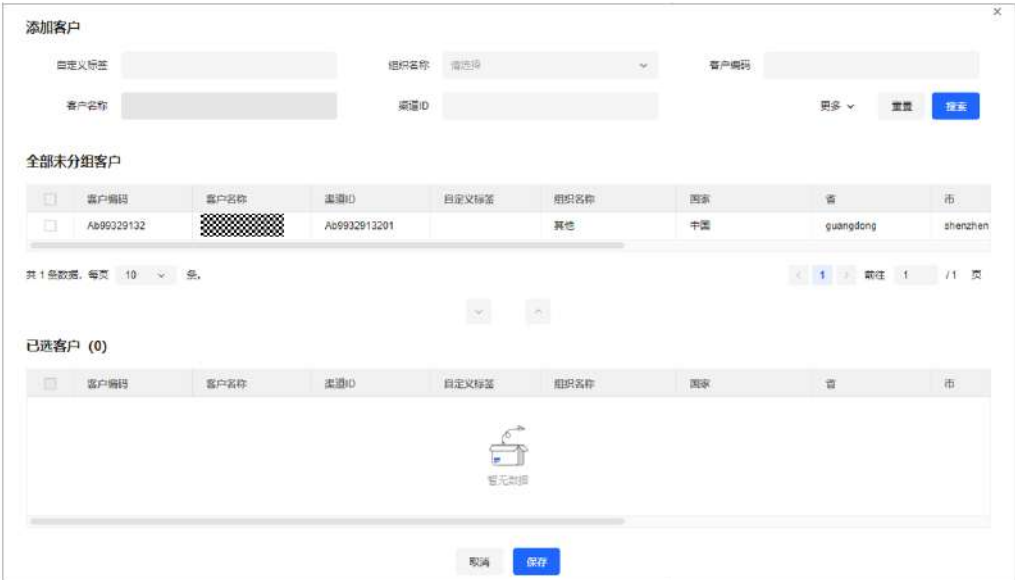 添加客户
自定义标签 组织名称 请选择 客户编码
客户名称 渠道ID 更多 重置 搜索
全部未分组客户
客户编码 客户名称 渠道ID 自定义标签 组织名称 国家 省 市
Ab99329132 Ab9932913201 其他 中国 guangdong shenzhen
共 1 条数据, 每页 10 条, 1 前往 1 / 1 页
已选客户 (0)
客户编码 客户名称 渠道ID 自定义标签 组织名称 国家 省 市
暂无数据
取消 保存